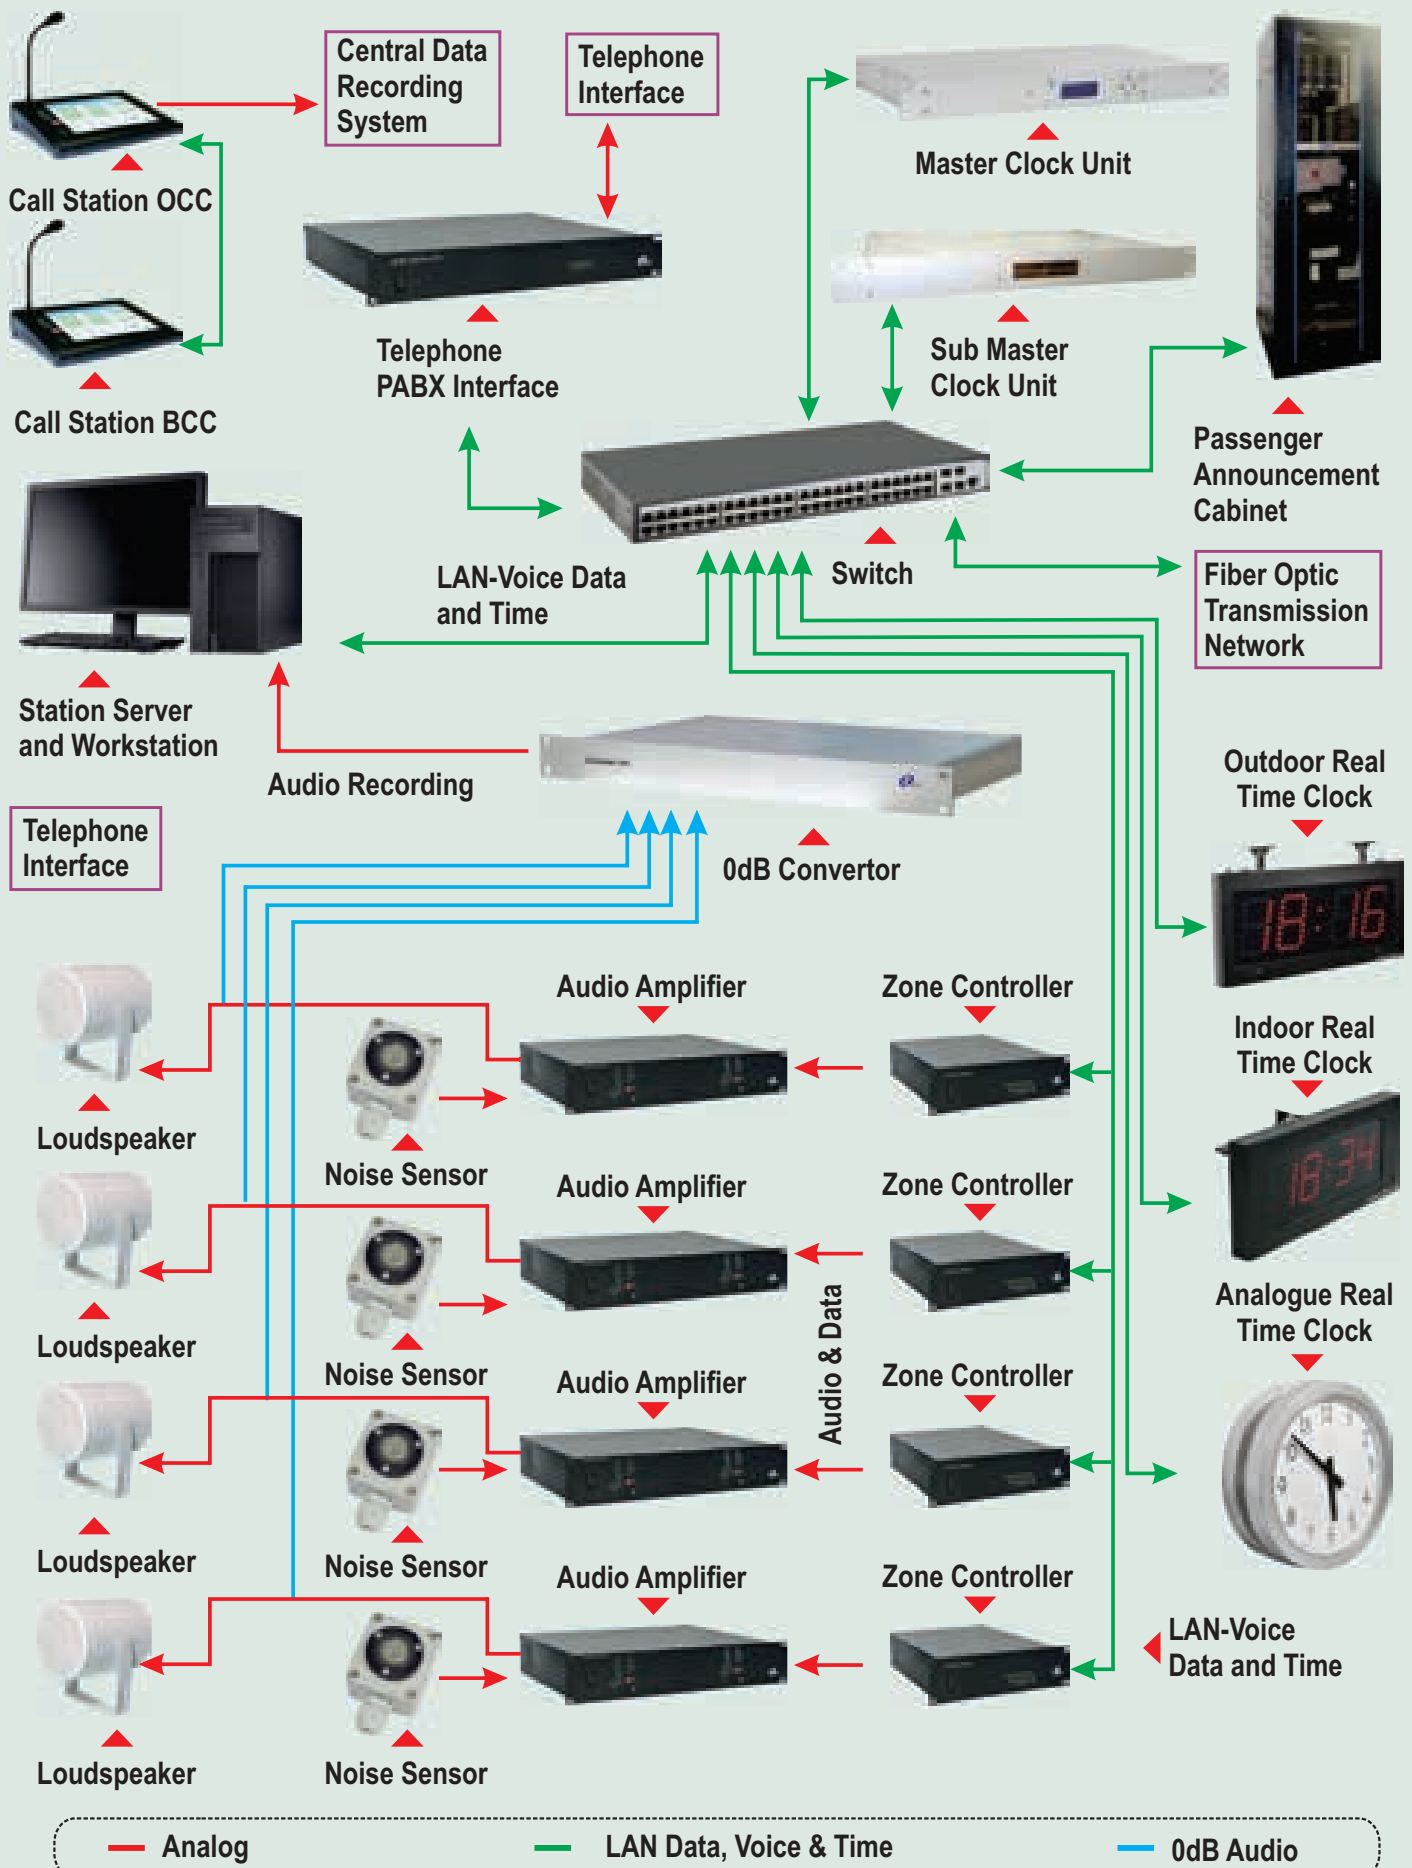 Central Data
Recording
System
Telephone
Interface
Master Clock Unit
Call Station OCC
Telephone
PABX Interface
Sub Master
Clock Unit
Call Station BCC
Passenger
Announcement
Cabinet
LAN-Voice Data
and Time
Switch
Fiber Optic
Transmission
Network
Station Server
and Workstation
Audio Recording
Outdoor Real
Time Clock
Telephone
Interface
0dB Convertor
18:16
Audio Amplifier
Zone Controller
Indoor Real
Time Clock
Loudspeaker
Noise Sensor
18:34
Audio Amplifier
Zone Controller
Analogue Real
Time Clock
Loudspeaker
Noise Sensor
Audio & Data
Audio Amplifier
Zone Controller
Loudspeaker
Noise Sensor
Audio Amplifier
Zone Controller
LAN-Voice
Data and Time
Loudspeaker
Noise Sensor
Analog
LAN Data, Voice & Time
0dB Audio